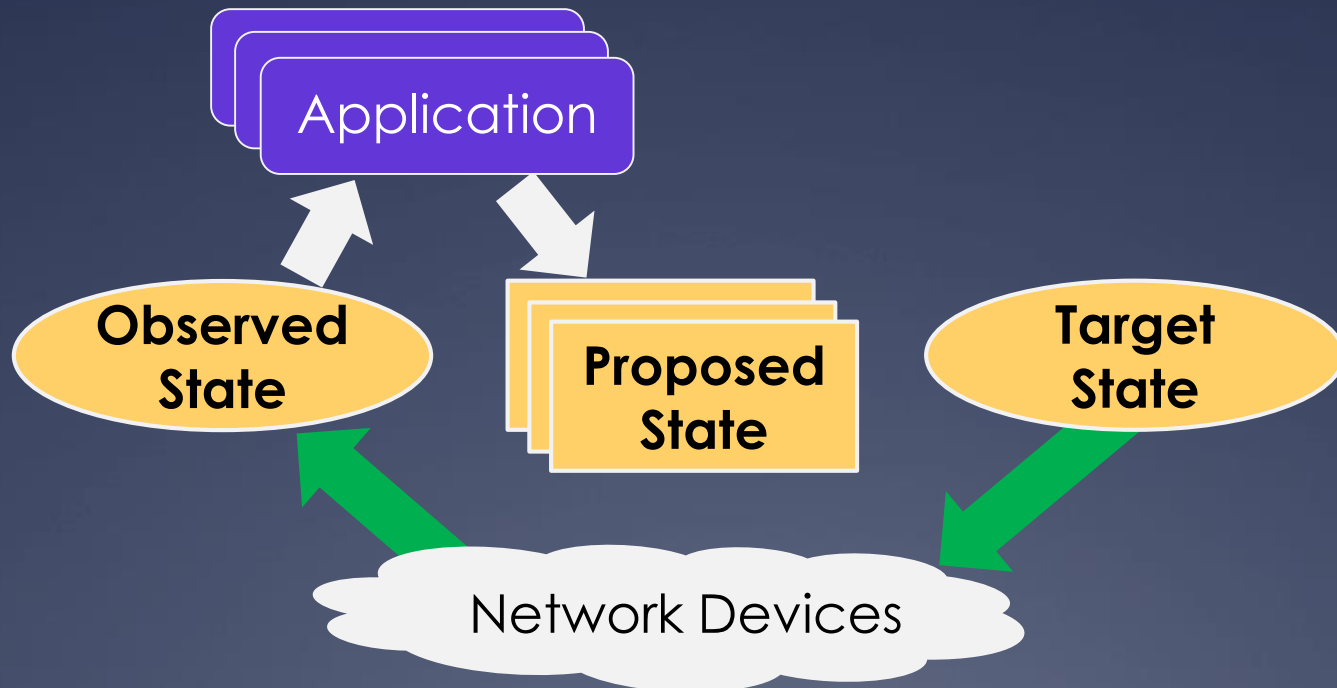 Application
Observed
State
Proposed
State
Target
State
Network Devices